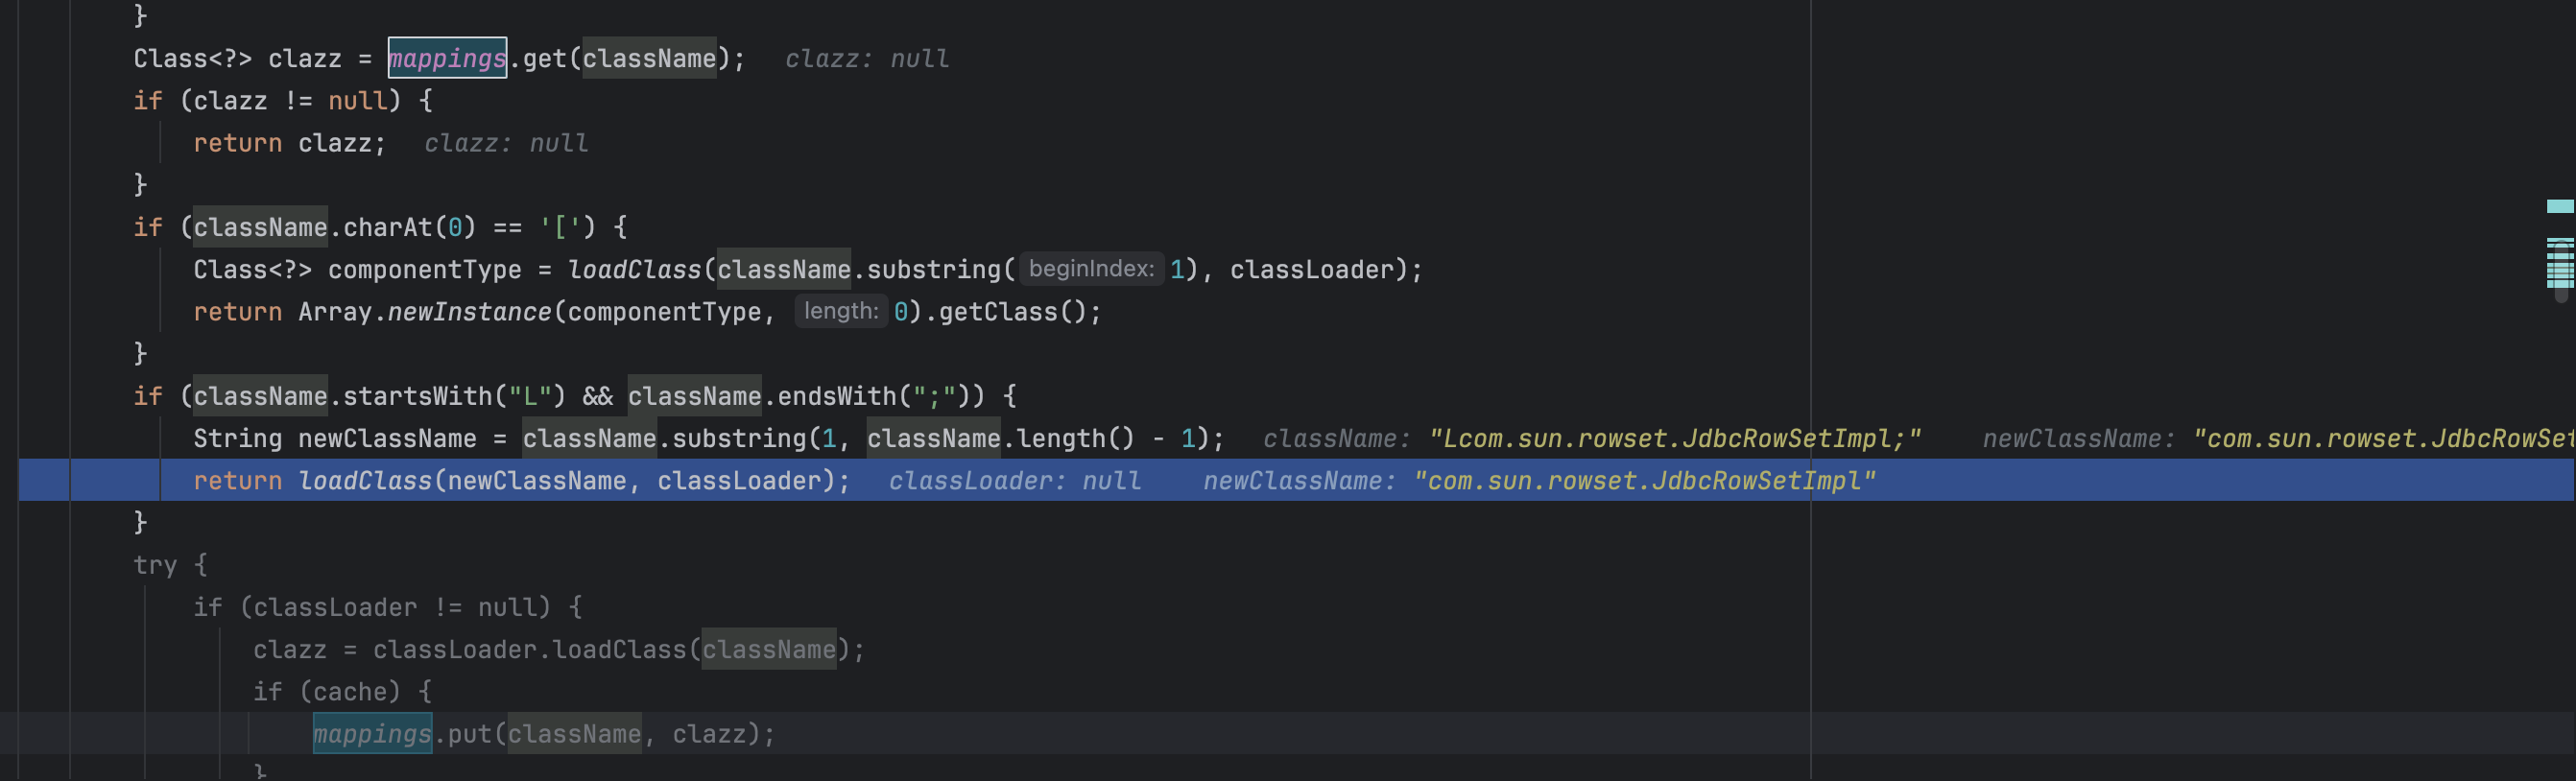 }
Class<?> clazz = mappings.get(className); clazz: null
if (clazz != null) {
return clazz; clazz: null
}
if (className.charAt(0) == '[') {
Class<?> componentType = loadClass(className.substring( beginIndex: 1), classLoader);
return Array.newInstance(componentType, length: 0).getClass();
}
if (className.startsWith("L") && className.endsWith(";")) {
String newClassName = className.substring(1, className.length() - 1); className: "Lcom.sun.rowset.JdbcRowSetImpl;" newClassName: "com.sun.rowset.JdbcRowSet
return loadClass(newClassName, classLoader); classLoader: null newClassName: "com.sun.rowset.JdbcRowSetImpl"
}
try {
if (classLoader != null) {
clazz = classLoader.loadClass(className);
if (cache) {
mappings.put(className, clazz);
}